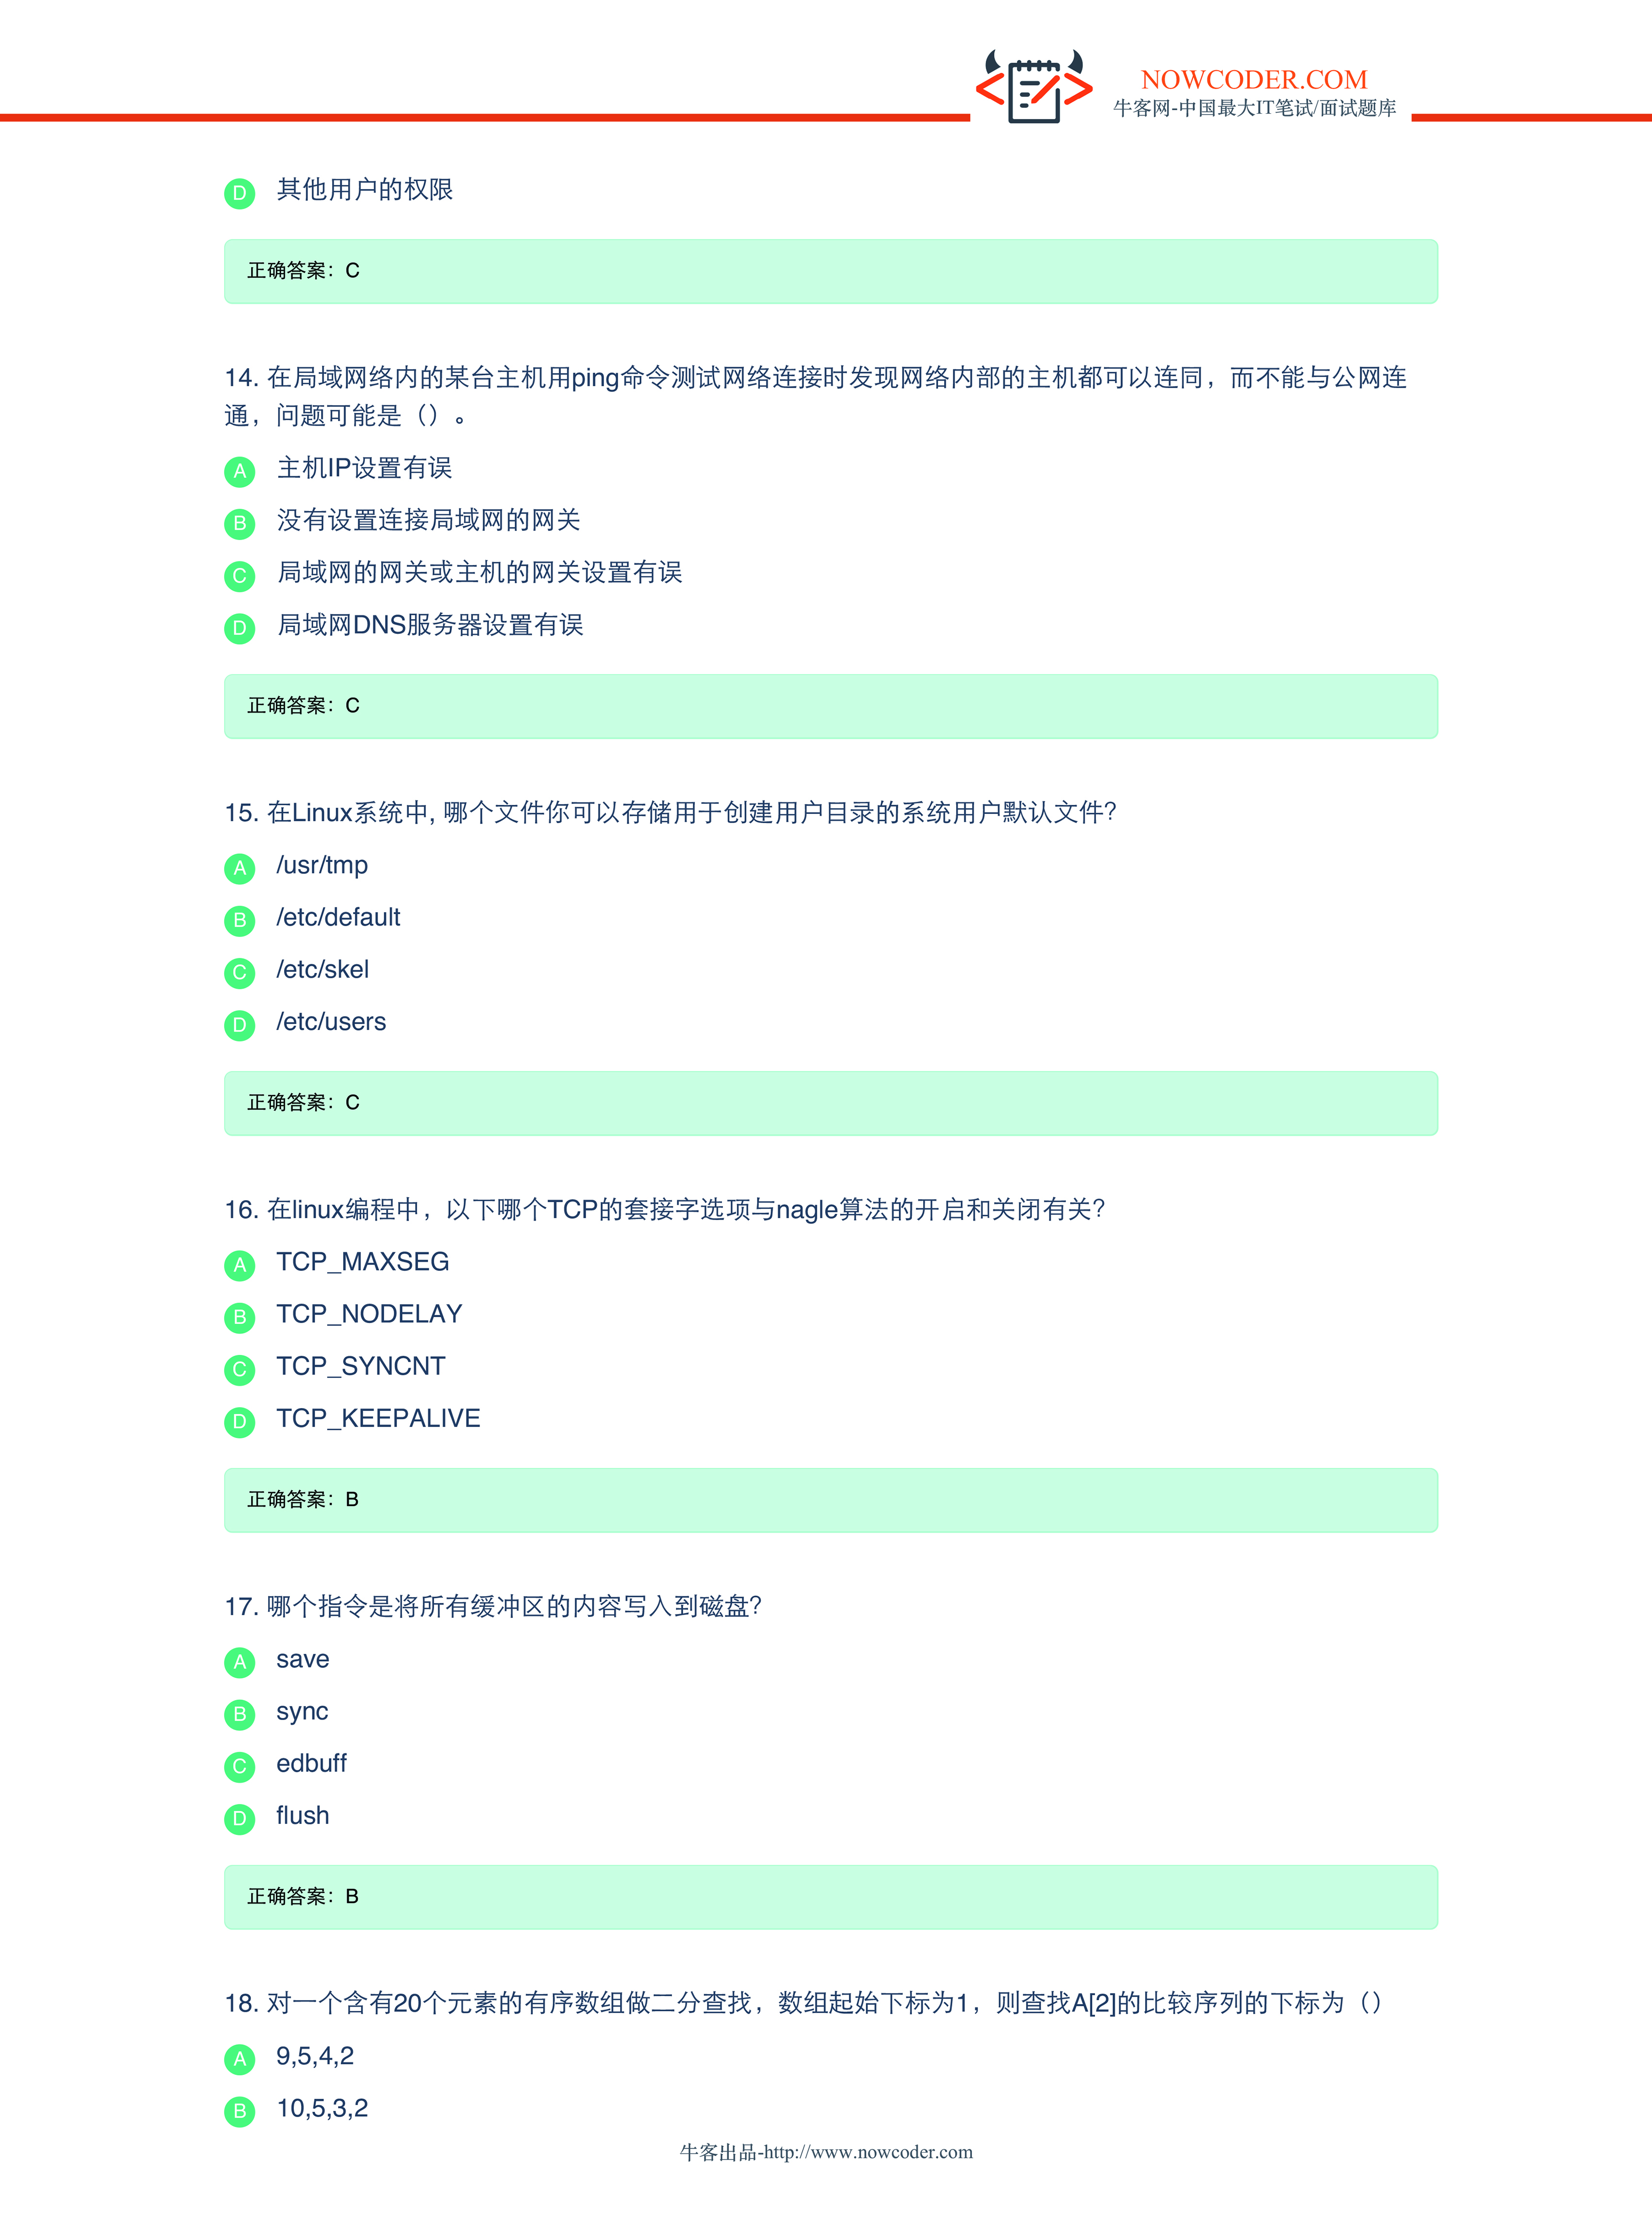 NOWCODER.COM
牛客网-中国最大IT笔试/面试题库
D 其他用户的权限
正确答案：C
14. 在局域网络内的某台主机用ping命令测试网络连接时发现网络内部的主机都可以连同，而不能与公网连
通，问题可能是（）。
A 主机IP设置有误
B 没有设置连接局域网的网关
C 局域网的网关或主机的网关设置有误
D 局域网DNS服务器设置有误
正确答案：C
15. 在Linux系统中, 哪个文件你可以存储用于创建用户目录的系统用户默认文件？
A /usr/tmp
B /etc/default
C /etc/skel
D /etc/users
正确答案：C
16. 在linux编程中，以下哪个TCP的套接字选项与nagle算法的开启和关闭有关？
A TCP_MAXSEG
B TCP_NODELAY
C TCP_SYNCNT
D TCP_KEEPALIVE
正确答案：B
17. 哪个指令是将所有缓冲区的内容写入到磁盘？
A save
B sync
C edbuff
D flush
正确答案：B
18. 对一个含有20个元素的有序数组做二分查找，数组起始下标为1，则查找A[2]的比较序列的下标为（）
A 9,5,4,2
B 10,5,3,2
牛客出品-http://www.nowcoder.com